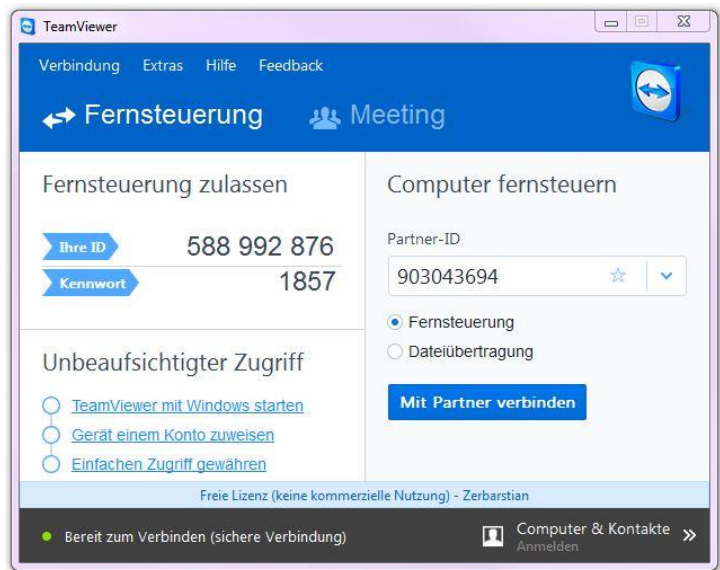 TeamViewer
Verbindung Extras Hilfe Feedback
Fernsteuerung Meeting
Fernsteuerung zulassen
Ihre ID 588 992 876
Kennwort 1857
Unbeaufsichtigter Zugriff
TeamViewer mit Windows starten
Gerät einem Konto zuweisen
Einfachen Zugriff gewähren
Computer fernsteuern
Partner-ID
903043694
Fernsteuerung
Dateiübertragung
Mit Partner verbinden
Freie Lizenz (keine kommerzielle Nutzung) - Zerbarstian
Bereit zum Verbinden (sichere Verbindung)
Computer & Kontakte
Anmelden